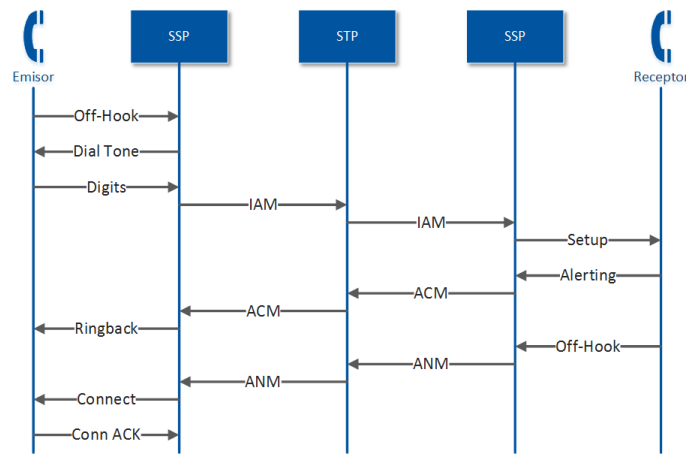 SSP
STP
SSP
Emisor
Receptor
Off-Hook
Dial Tone
Digits
IAM
IAM
Setup
Alerting
ACM
ACM
Ringback
Off-Hook
ANM
ANM
Connect
Conn ACK